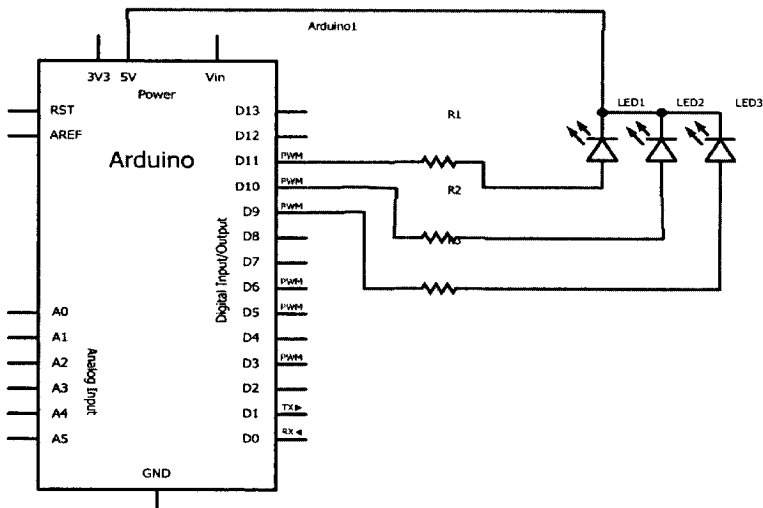 Arduino1
3V3 5V Vin
Power
RST
AREF
Arduino
D13
D12
D11 PWM
D10 PWM
D9 PWM
D8
D7
D6 PWM
D5 PWM
D4
D3 PWM
D2
D1 TX▶
D0 RX◀
Digital Input/Output
A0
A1
A2
A3
A4
A5
Analog Input
GND
R1
R2
R3
LED1 LED2 LED3